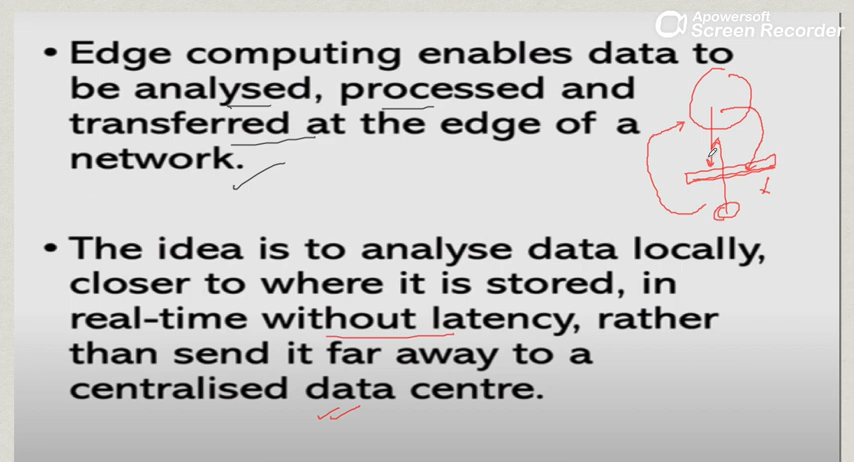 Apowersoft
Screen Recorder
• Edge computing enables data to
be analysed, processed and
transferred at the edge of a
network.
• The idea is to analyse data locally,
closer to where it is stored, in
real-time without latency, rather
than send it far away to a
centralised data centre.